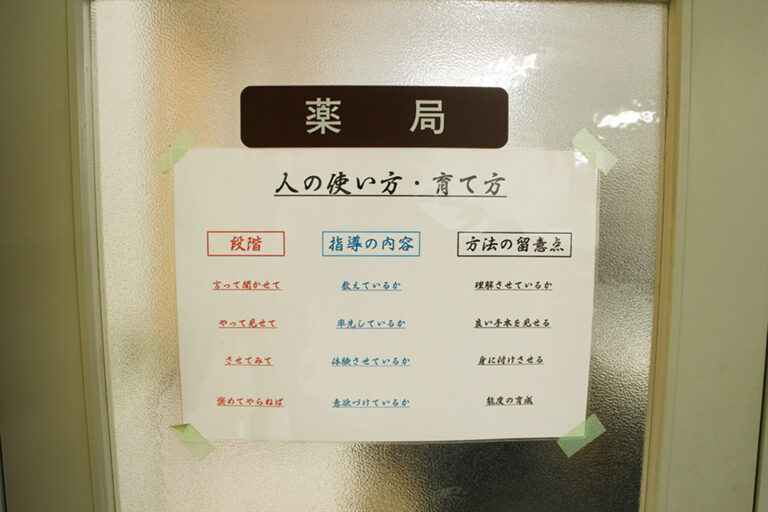 薬局
人の使い方・育て方
段階 指導の内容 方法の留意点
言って聞かせて 教えているか 理解させているか
やって見せて 率先しているか 良い手本を見せる
させてみて 体験させているか 身に付けさせる
褒めてやらねば 意欲づけているか 態度の育成